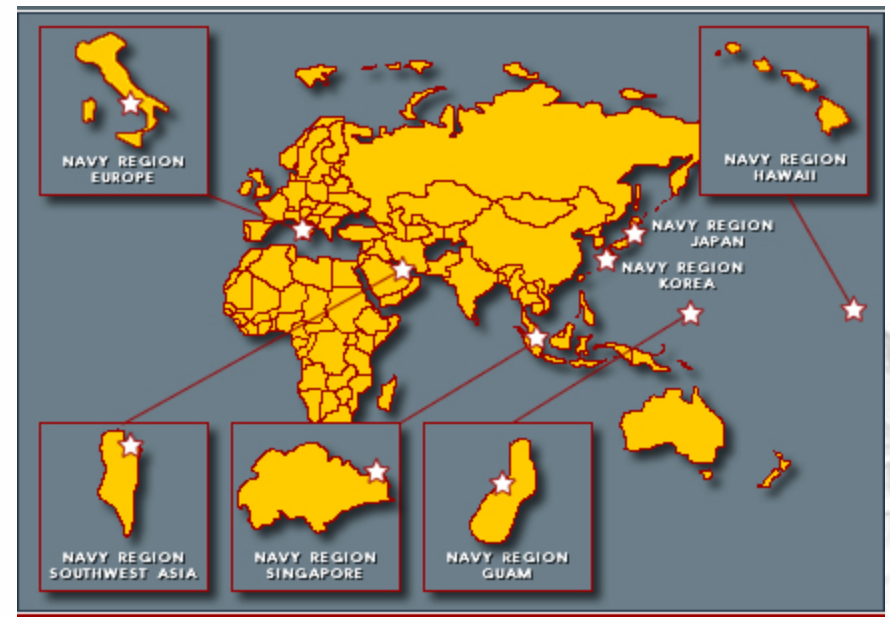 NAVY REGION
EUROPE
NAVY REGION
HAWAII
NAVY REGION
JAPAN
NAVY REGION
KOREA
NAVY REGION
SOUTHWEST ASIA
NAVY REGION
SINGAPORE
NAVY REGION
GUAM